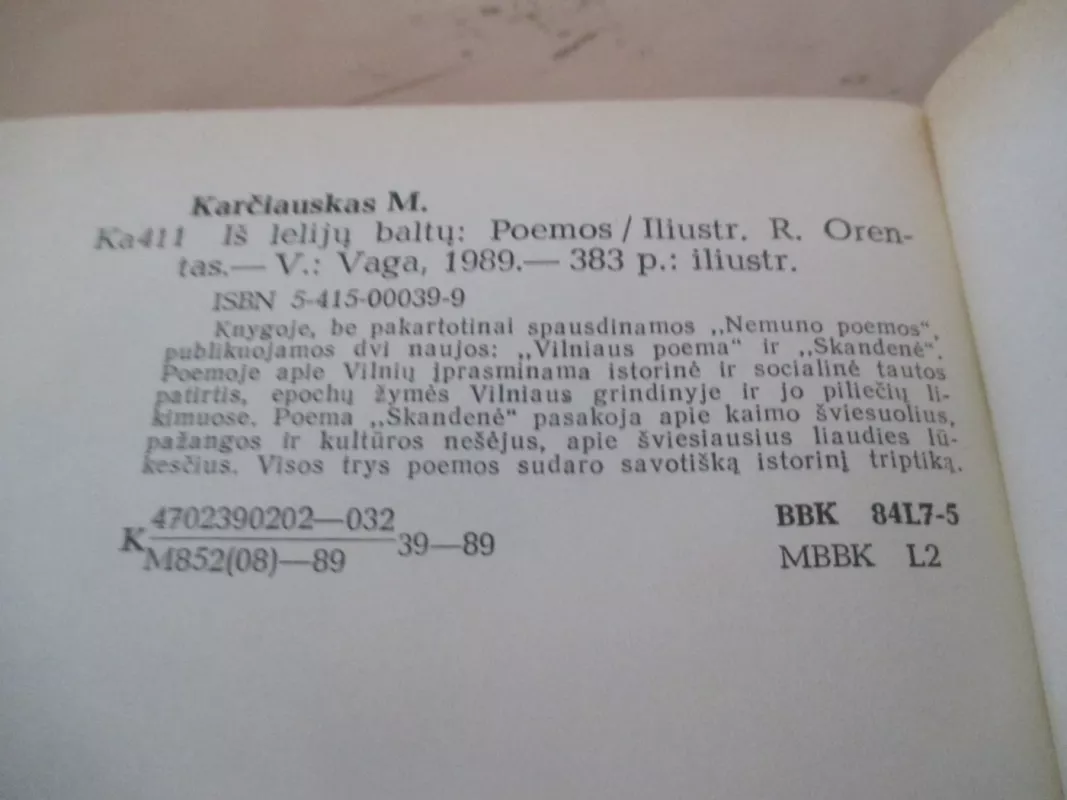 Karčiauskas M.
Ka411 Iš lelijų baltų: Poemos / Iliustr. R. Oren-
tas.— V.: Vaga, 1989.— 383 p.: iliustr.
ISBN 5-415-00039-9
Knygoje, be pakartotinai spausdinamos „Nemuno poemos“,
publikuojamos dvi naujos: „Vilniaus poema“ ir „Skandenė“.
Poemoje apie Vilnių įprasminama istorinė ir socialinė tautos
patirtis, epochų žymės Vilniaus grindinyje ir jo piliečių li-
kimuose. Poema „Skandenė“ pasakoja apie kaimo šviesuolius,
pažangos ir kultūros nešėjus, apie šviesiausius liaudies lū-
kesčius. Visos trys poemos sudaro savotišką istorinį triptiką.
K 4702390202—032
M852(08)—89 39—89
BBK 84L7-5
MBBK L2